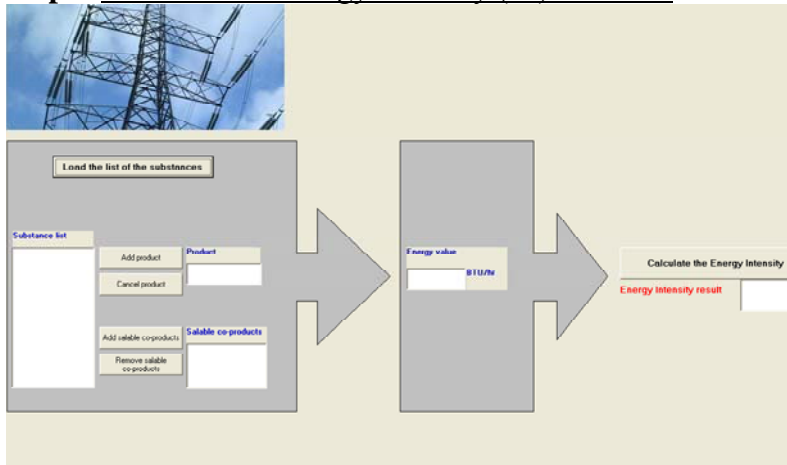 Load the list of the substances
Substance list
Add product
Product
Cancel product
Add salable co-products
Salable co-products
Remove salable
co-products
Energy value
BTU/hr
Calculate the Energy Intensity
Energy Intensity result